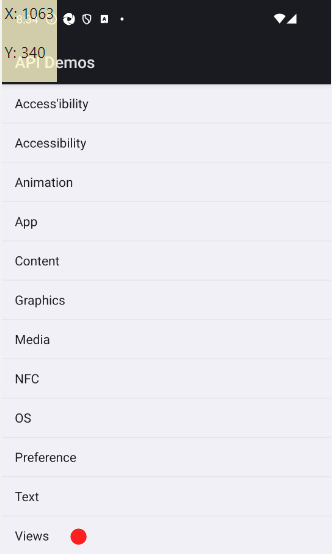 X: 1063
Y: 340
API Demos
Access'ibility
Accessibility
Animation
App
Content
Graphics
Media
NFC
OS
Preference
Text
Views